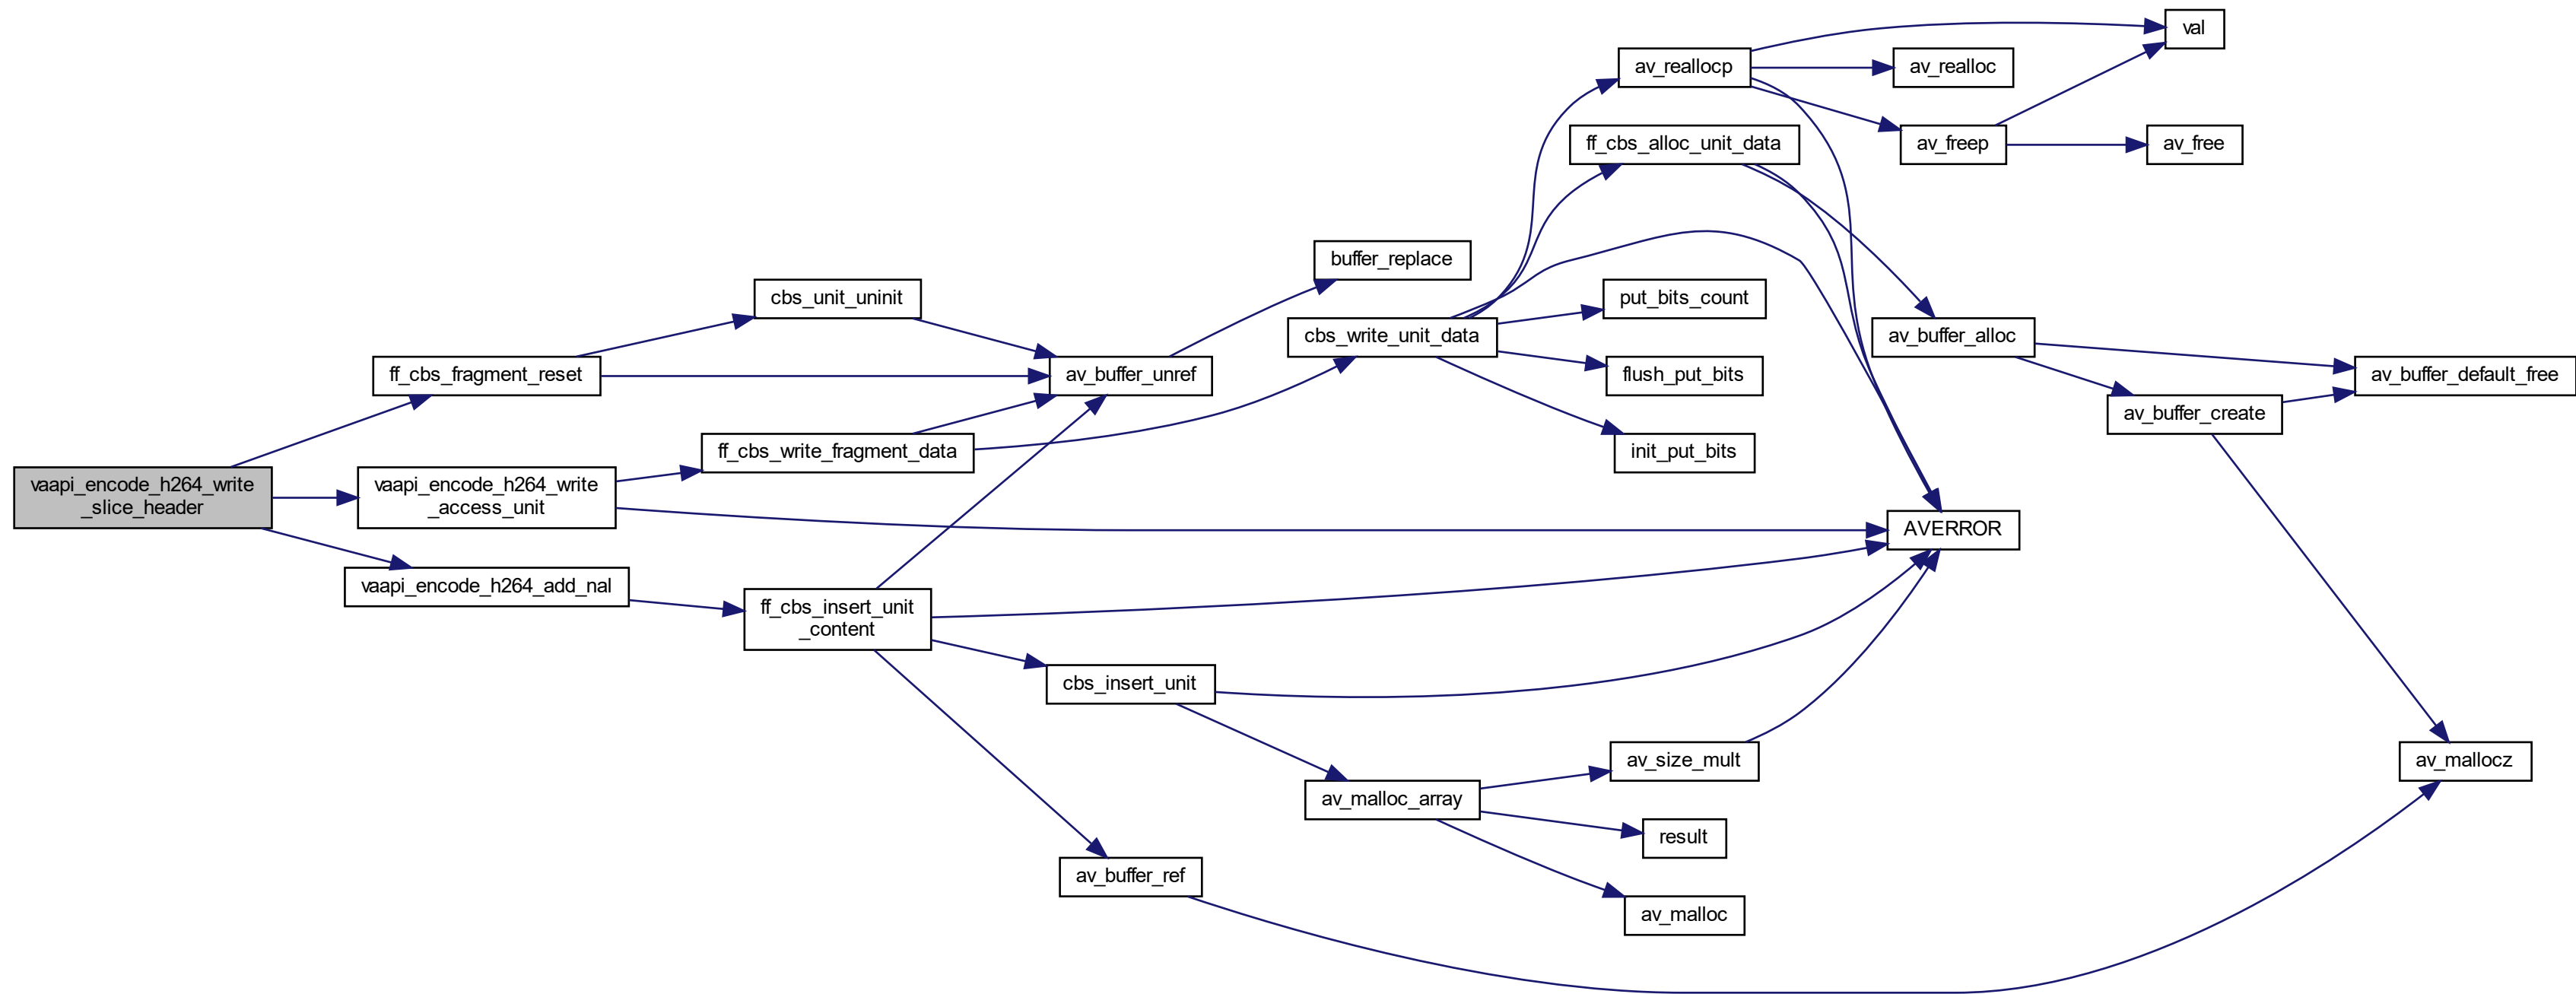 val
av_reallocp
av_realloc
ff_cbs_alloc_unit_data
av_freep
av_free
buffer_replace
cbs_unit_uninit
put_bits_count
cbs_write_unit_data
av_buffer_alloc
ff_cbs_fragment_reset
av_buffer_unref
flush_put_bits
av_buffer_default_free
av_buffer_create
ff_cbs_write_fragment_data
init_put_bits
vaapi_encode_h264_write
_slice_header
vaapi_encode_h264_write
_access_unit
AVERROR
vaapi_encode_h264_add_nal
ff_cbs_insert_unit
_content
cbs_insert_unit
av_size_mult
av_mallocz
av_malloc_array
result
av_buffer_ref
av_malloc